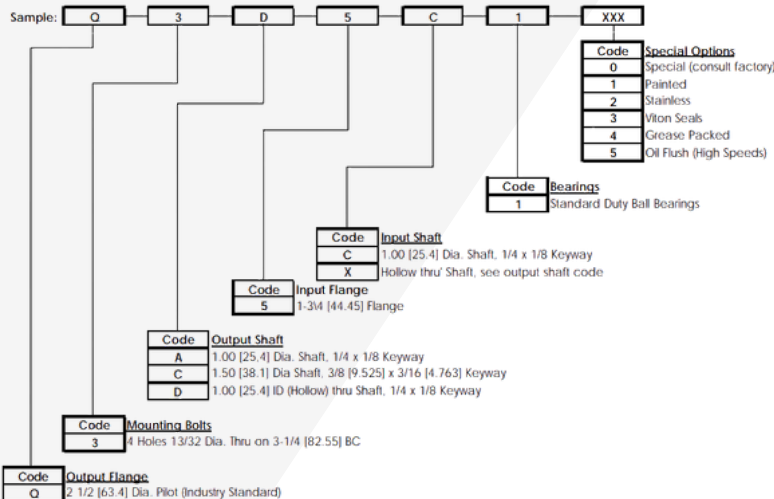 Sample: Q 3 D 5 C 1 XXX
Code Special Options
0 Special (consult factory)
1 Painted
2 Stainless
3 Viton Seals
4 Grease Packed
5 Oil Flush (High Speeds)
Code Bearings
1 Standard Duty Ball Bearings
Code Input Shaft
C 1.00 [25.4] Dia. Shaft, 1/4 x 1/8 Keyway
X Hollow thru' Shaft, see output shaft code
Code Input Flange
5 1-3\4 [44.45] Flange
Code Output Shaft
A 1.00 [25.4] Dia. Shaft, 1/4 x 1/8 Keyway
C 1.50 [38.1] Dia Shaft, 3/8 [9.525] x 3/16 [4.763] Keyway
D 1.00 [25.4] ID (Hollow) thru Shaft, 1/4 x 1/8 Keyway
Code Mounting Bolts
3 4 Holes 13/32 Dia. Thru on 3-1/4 [82.55] BC
Code Output Flange
Q 2 1/2 [63.4] Dia. Pilot (Industry Standard)